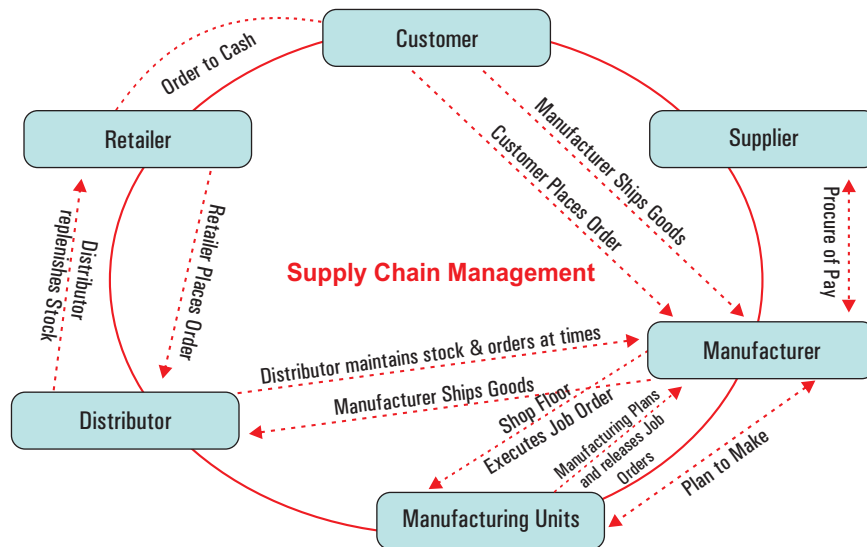 Customer
Order to Cash
Retailer
Supplier
Manufacturer Ships Goods
Customer Places Order
Procure of Pay
Distributor
replenishes Stock
Retailer Places Order
Supply Chain Management
Manufacturer
Distributor maintains stock & orders at times
Manufacturer Ships Goods
Distributor
Shop Floor
Executes Job Order
Manufacturing Plans
and releases Job
Orders
Plan to Make
Manufacturing Units